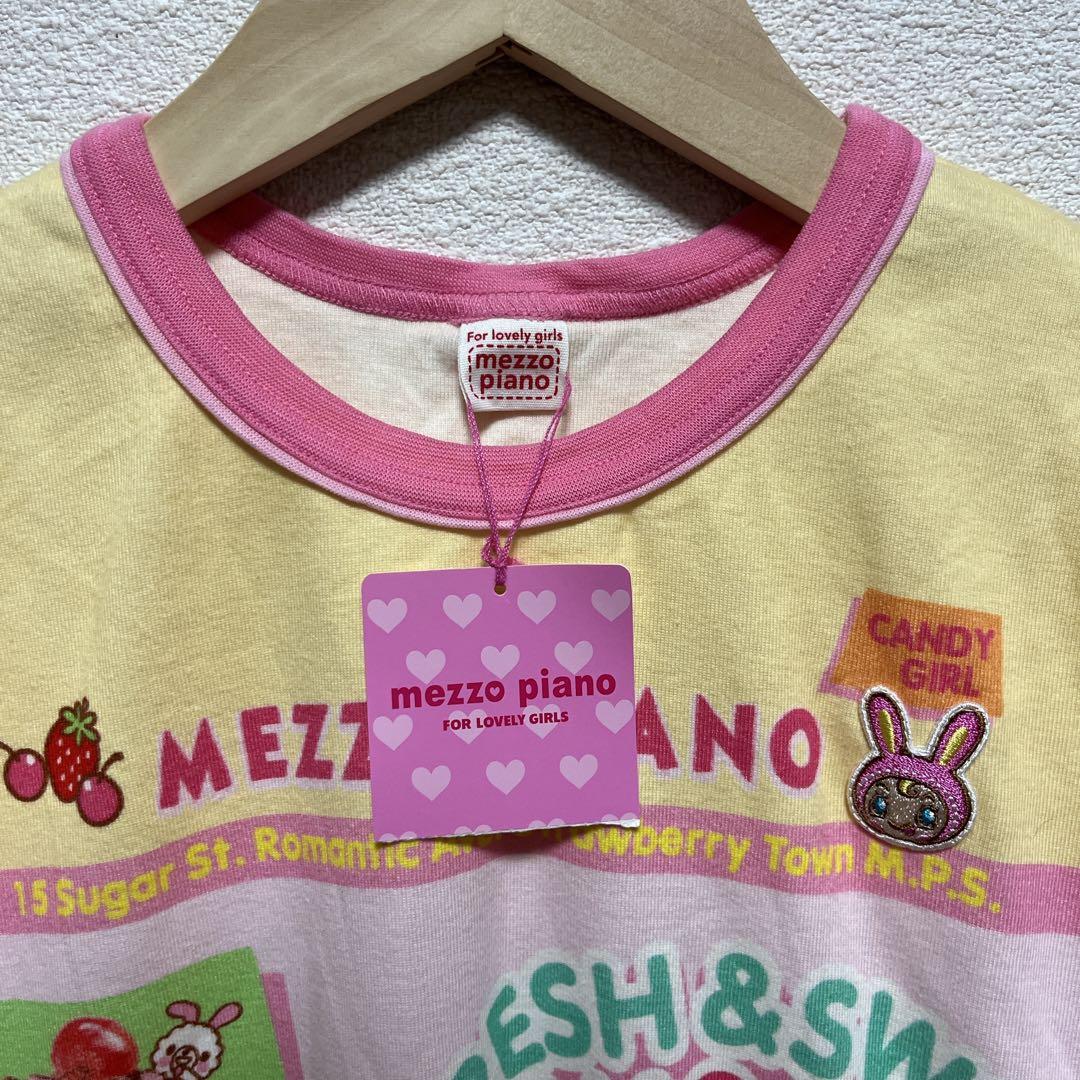 For lovely girls
mezzo
piano
mezzo piano
FOR LOVELY GIRLS
CANDY
GIRL
MEZZ ANO
15 Sugar St. Romantic Town M.P.S.
ESH & SW